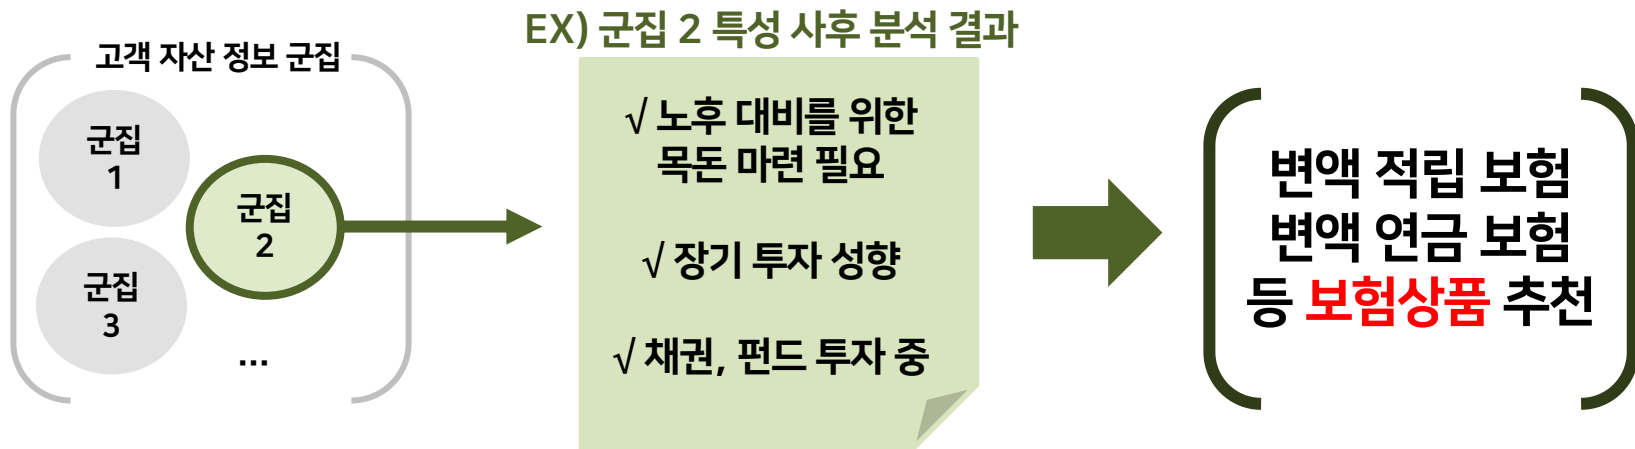 EX) 군집 2 특성 사후 분석 결과
고객 자산 정보 군집
군집
1
군집
2
군집
3
...
√ 노후 대비를 위한
목돈 마련 필요
√ 장기 투자 성향
√ 채권, 펀드 투자 중
변액 적립 보험
변액 연금 보험
등 보험상품 추천